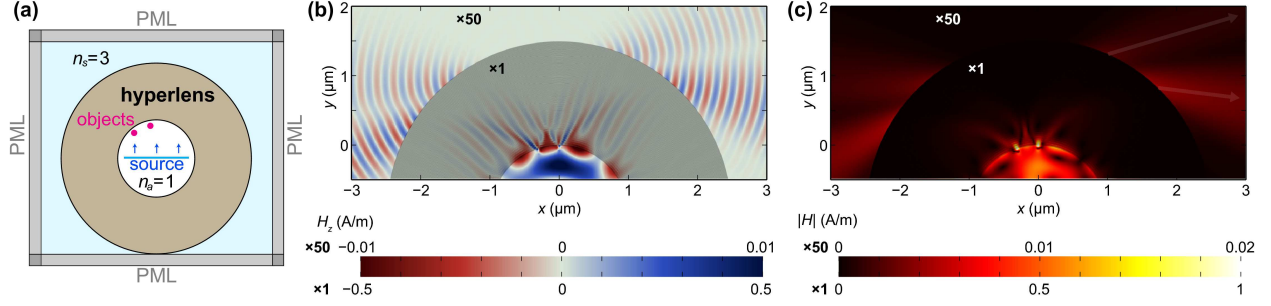 (a)
PML
PML
PML
PML
nₛ=3
hyperlens
objects
source
nₐ=1
(b)
×50
×1
y (μm)
2
1
0
−3
−2
−1
0
1
2
3
x (μm)
H_z (A/m)
×50 −0.01 0 0.01
×1 −0.5 0 0.5
(c)
×50
×1
y (μm)
2
1
0
−3
−2
−1
0
1
2
3
x (μm)
|H| (A/m)
×50 0 0.01 0.02
×1 0 0.5 1